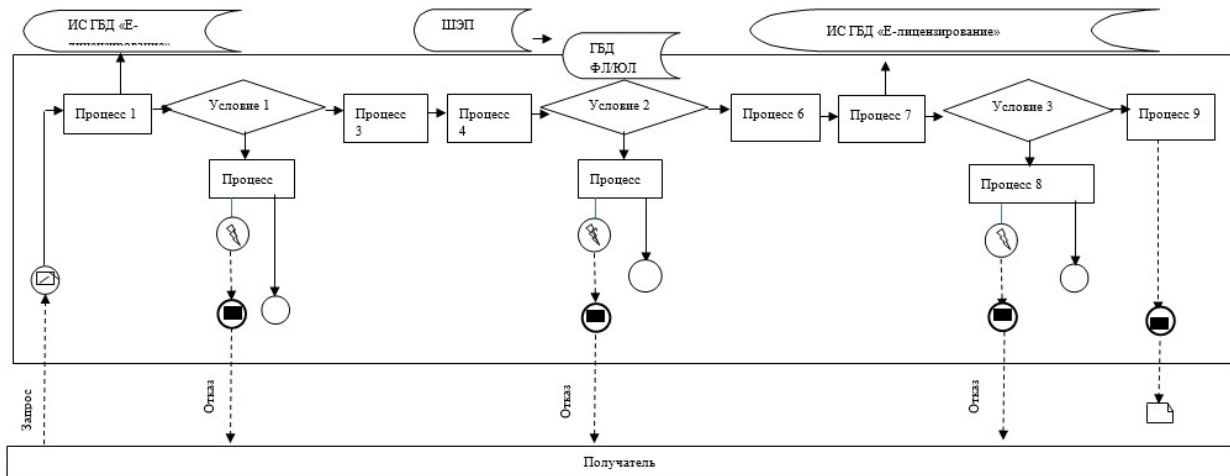 ИС ГБД «Е-
лицензирование»
ШЭП
ГБД
ФЛ/ЮЛ
ИС ГБД «Е-лицензирование»
Процесс 1
Условие 1
Процесс
3
Процесс
4
Условие 2
Процесс 6
Процесс 7
Условие 3
Процесс 9
Процесс
Процесс
Процесс 8
Запрос
Отказ
Отказ
Отказ
Получатель